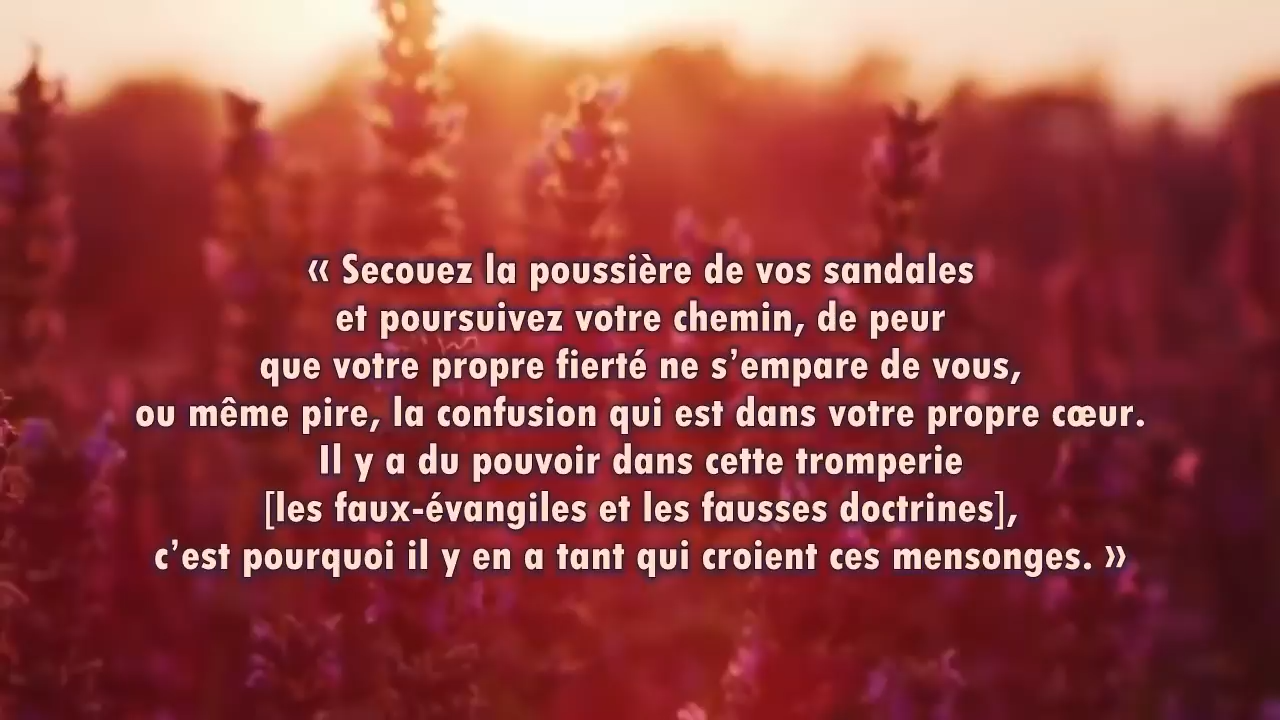 « Secouez la poussière de vos sandales
et poursuivez votre chemin, de peur
que votre propre fierté ne s’empare de vous,
ou même pire, la confusion qui est dans votre propre cœur.
Il y a du pouvoir dans cette tromperie
[les faux-évangiles et les fausses doctrines],
c’est pourquoi il y en a tant qui croient ces mensonges. »